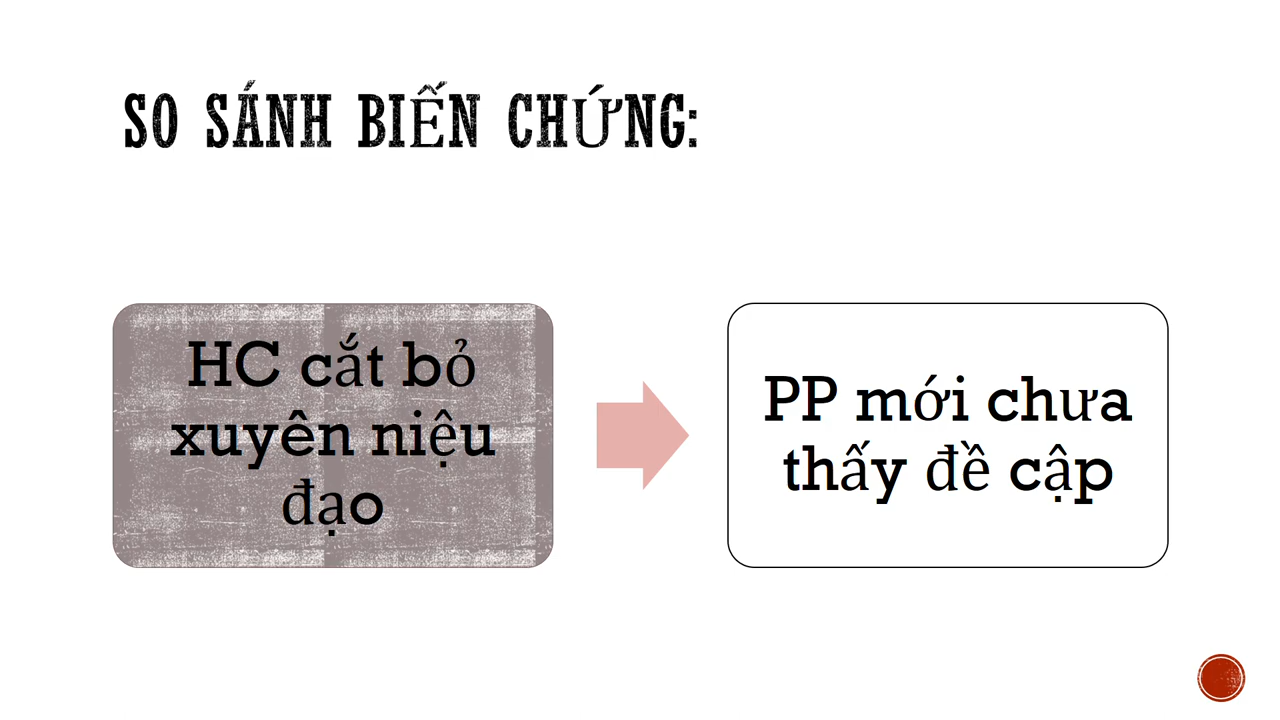 SO SÁNH BIẾN CHỨNG:
HC cắt bỏ
xuyên niệu
đạo
PP mới chưa
thấy đề cập